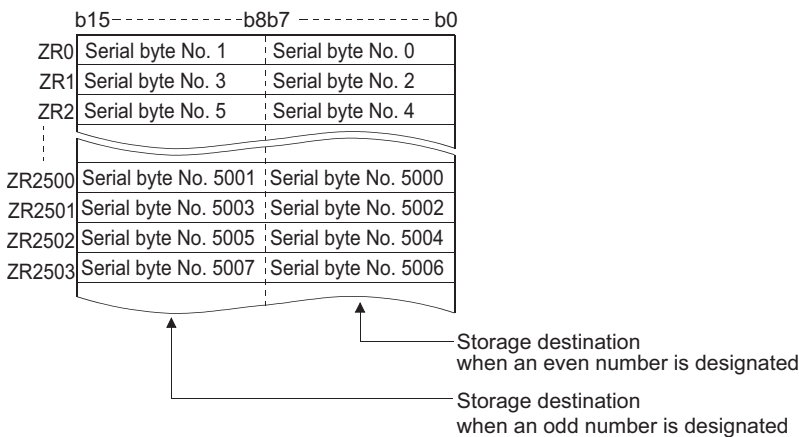 b15 b8b7 b0
ZR0 Serial byte No. 1 Serial byte No. 0
ZR1 Serial byte No. 3 Serial byte No. 2
ZR2 Serial byte No. 5 Serial byte No. 4
ZR2500 Serial byte No. 5001 Serial byte No. 5000
ZR2501 Serial byte No. 5003 Serial byte No. 5002
ZR2502 Serial byte No. 5005 Serial byte No. 5004
ZR2503 Serial byte No. 5007 Serial byte No. 5006
Storage destination
when an even number is designated
Storage destination
when an odd number is designated